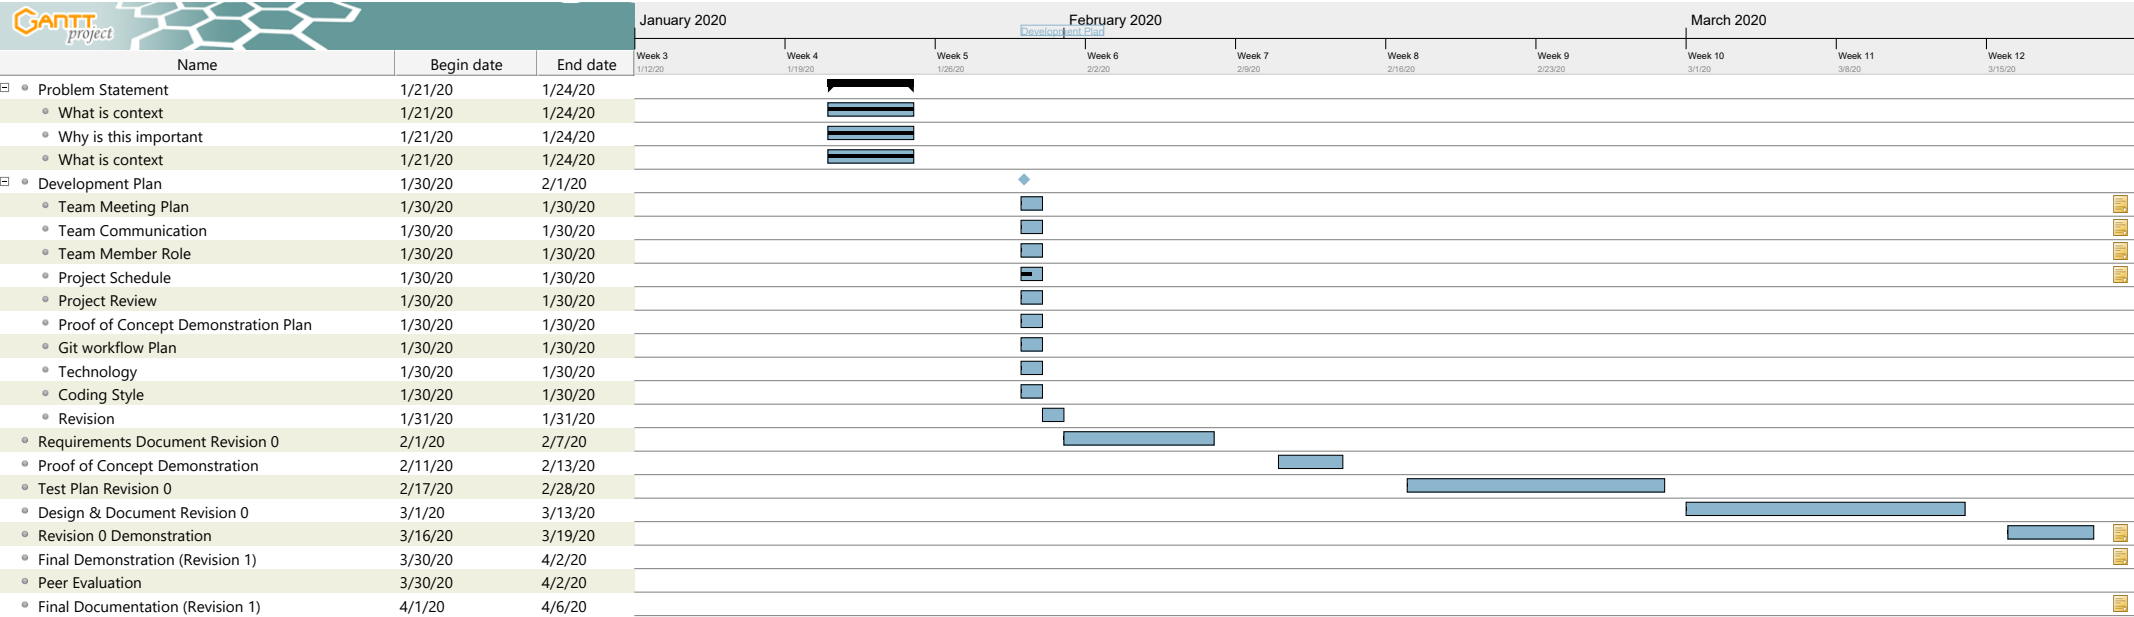 GANTT
project
January 2020
February 2020
March 2020
Development Plan
Name Begin date End date
Week 3 Week 4 Week 5 Week 6 Week 7 Week 8 Week 9 Week 10 Week 11 Week 12
1/12/20 1/19/20 1/26/20 2/2/20 2/9/20 2/16/20 2/23/20 3/1/20 3/8/20 3/15/20
Problem Statement 1/21/20 1/24/20
What is context 1/21/20 1/24/20
Why is this important 1/21/20 1/24/20
What is context 1/21/20 1/24/20
Development Plan 1/30/20 2/1/20
Team Meeting Plan 1/30/20 1/30/20
Team Communication 1/30/20 1/30/20
Team Member Role 1/30/20 1/30/20
Project Schedule 1/30/20 1/30/20
Project Review 1/30/20 1/30/20
Proof of Concept Demonstration Plan 1/30/20 1/30/20
Git workflow Plan 1/30/20 1/30/20
Technology 1/30/20 1/30/20
Coding Style 1/30/20 1/30/20
Revision 1/31/20 1/31/20
Requirements Document Revision 0 2/1/20 2/7/20
Proof of Concept Demonstration 2/11/20 2/13/20
Test Plan Revision 0 2/17/20 2/28/20
Design & Document Revision 0 3/1/20 3/13/20
Revision 0 Demonstration 3/16/20 3/19/20
Final Demonstration (Revision 1) 3/30/20 4/2/20
Peer Evaluation 3/30/20 4/2/20
Final Documentation (Revision 1) 4/1/20 4/6/20